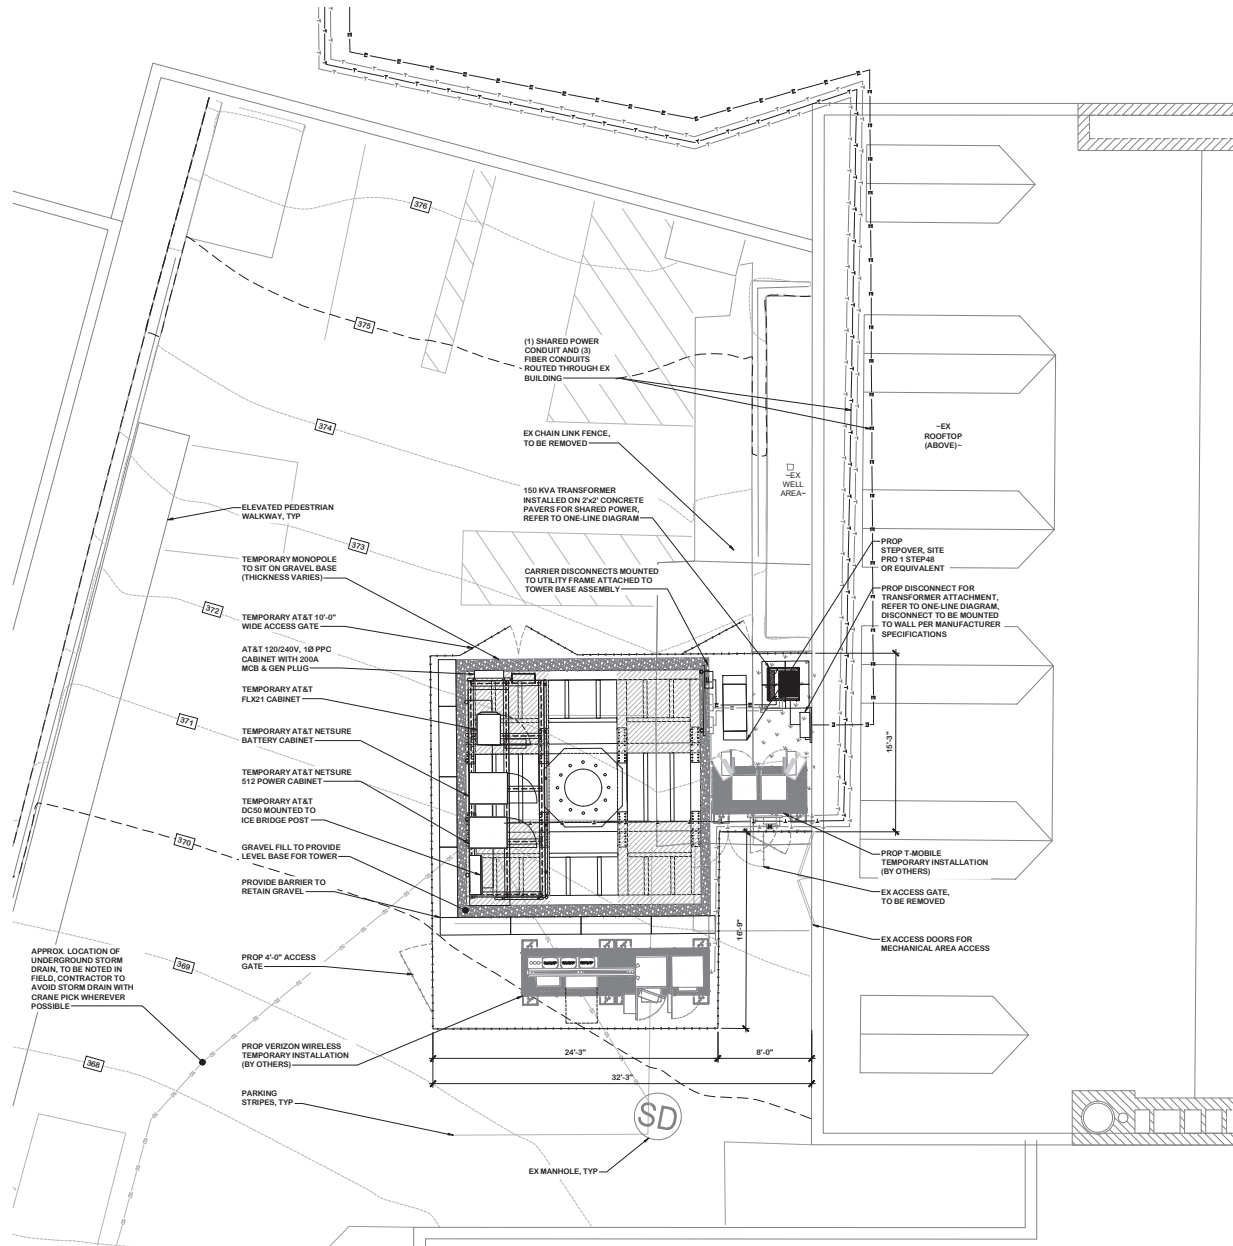 376
375
(1) SHARED POWER
CONDUIT AND (3)
FIBER CONDUITS
ROUTED THROUGH EX
BUILDING
374
EX CHAIN LINK FENCE,
TO BE REMOVED
~EX
ROOFTOP
(ABOVE)~
~EX
WELL
AREA~
150 KVA TRANSFORMER
INSTALLED ON 2'x2' CONCRETE
PAVERS FOR SHARED POWER,
REFER TO ONE-LINE DIAGRAM
ELEVATED PEDESTRIAN
WALKWAY, TYP
373
PROP
STEPOVER, SITE
PRO 1 STEP48
OR EQUIVALENT
TEMPORARY MONOPOLE
TO SIT ON GRAVEL BASE
(THICKNESS VARIES)
CARRIER DISCONNECTS MOUNTED
TO UTILITY FRAME ATTACHED TO
TOWER BASE ASSEMBLY
PROP DISCONNECT FOR
TRANSFORMER ATTACHMENT,
REFER TO ONE-LINE DIAGRAM,
DISCONNECT TO BE MOUNTED
TO WALL PER MANUFACTURER
SPECIFICATIONS
372
TEMPORARY AT&T 10'-0"
WIDE ACCESS GATE
AT&T 120/240V, 1Ø PPC
CABINET WITH 200A
MCB & GEN PLUG
TEMPORARY AT&T
FLX21 CABINET
371
TEMPORARY AT&T NETSURE
BATTERY CABINET
15'-3"
TEMPORARY AT&T NETSURE
512 POWER CABINET
TEMPORARY AT&T
DC50 MOUNTED TO
ICE BRIDGE POST
370
GRAVEL FILL TO PROVIDE
LEVEL BASE FOR TOWER
PROP T-MOBILE
TEMPORARY INSTALLATION
(BY OTHERS)
PROVIDE BARRIER TO
RETAIN GRAVEL
EX ACCESS GATE,
TO BE REMOVED
16'-9"
EX ACCESS DOORS FOR
MECHANICAL AREA ACCESS
APPROX. LOCATION OF
UNDERGROUND STORM
DRAIN, TO BE NOTED IN
FIELD, CONTRACTOR TO
AVOID STORM DRAIN WITH
CRANE PICK WHEREVER
POSSIBLE
369
PROP 4'-0" ACCESS
GATE
368
PROP VERIZON WIRELESS
TEMPORARY INSTALLATION
(BY OTHERS)
24'-3"
8'-0"
32'-3"
PARKING
STRIPES, TYP
SD
EX MANHOLE, TYP